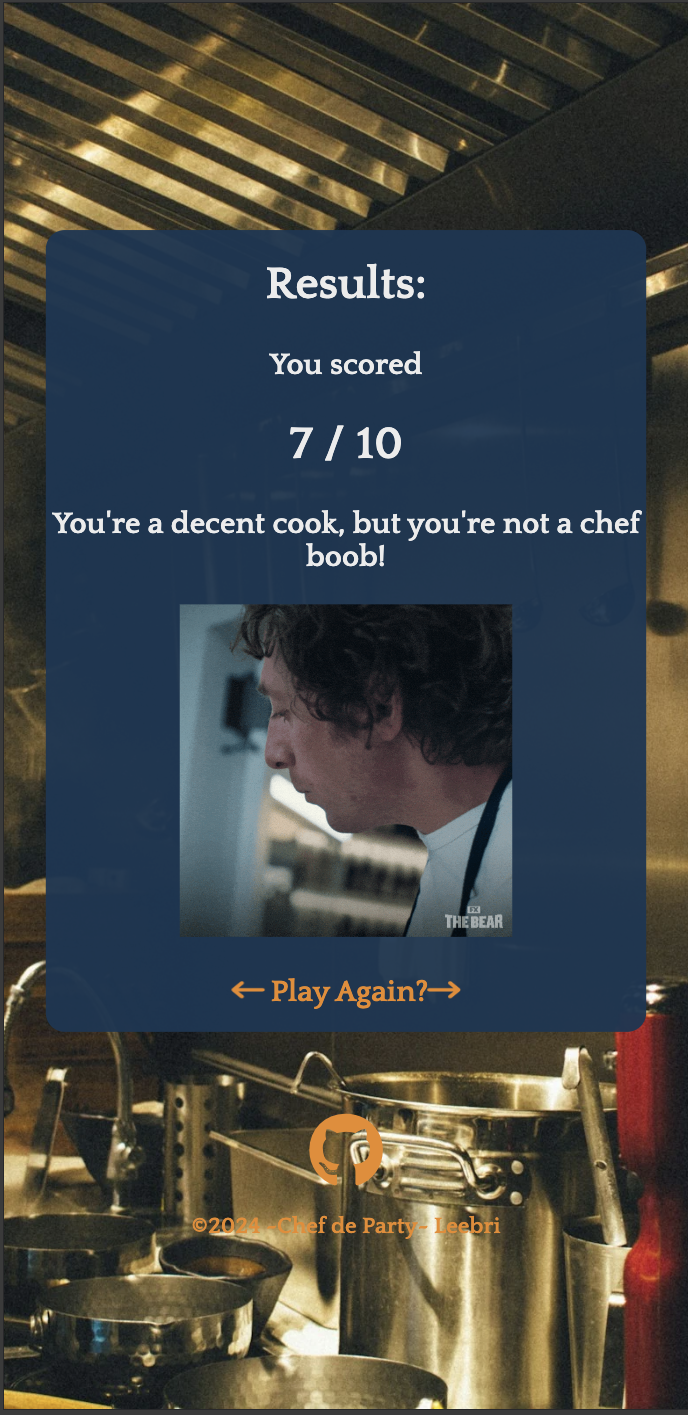 Results:
You scored
7 / 10
You're a decent cook, but you're not a chef
boob!
FX
THE BEAR
← Play Again?→
©2024 -Chef de Party- Leebri